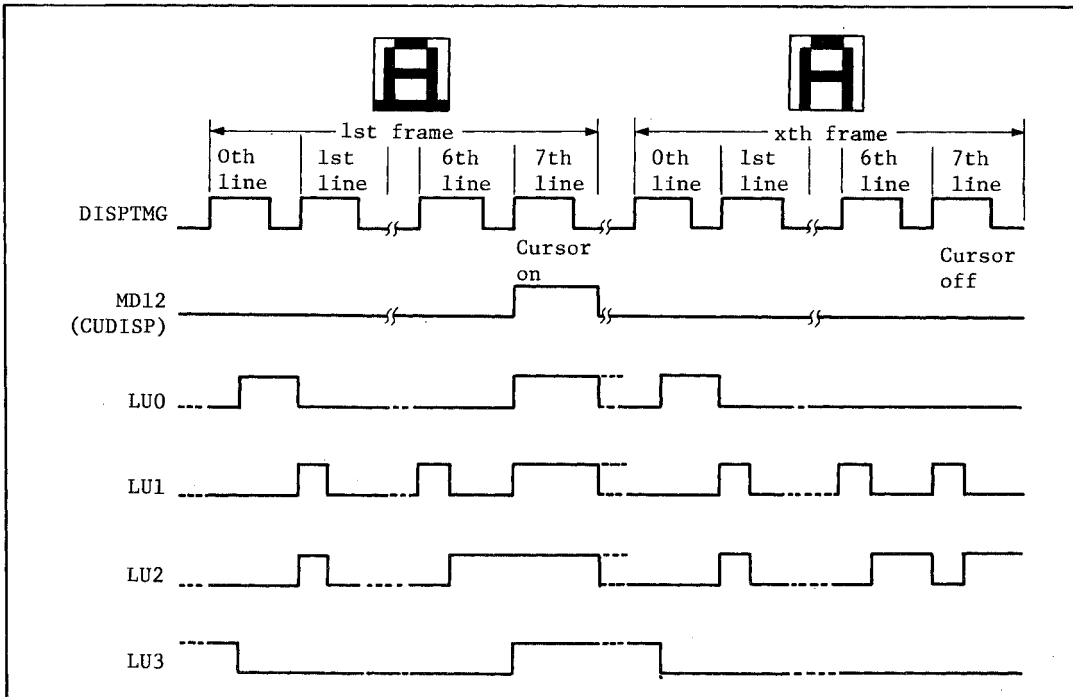 1st frame
xth frame
0th line
1st line
6th line
7th line
0th line
1st line
6th line
7th line
DISPTMG
Cursor on
Cursor off
MD12
(CUDISP)
LU0
LU1
LU2
LU3